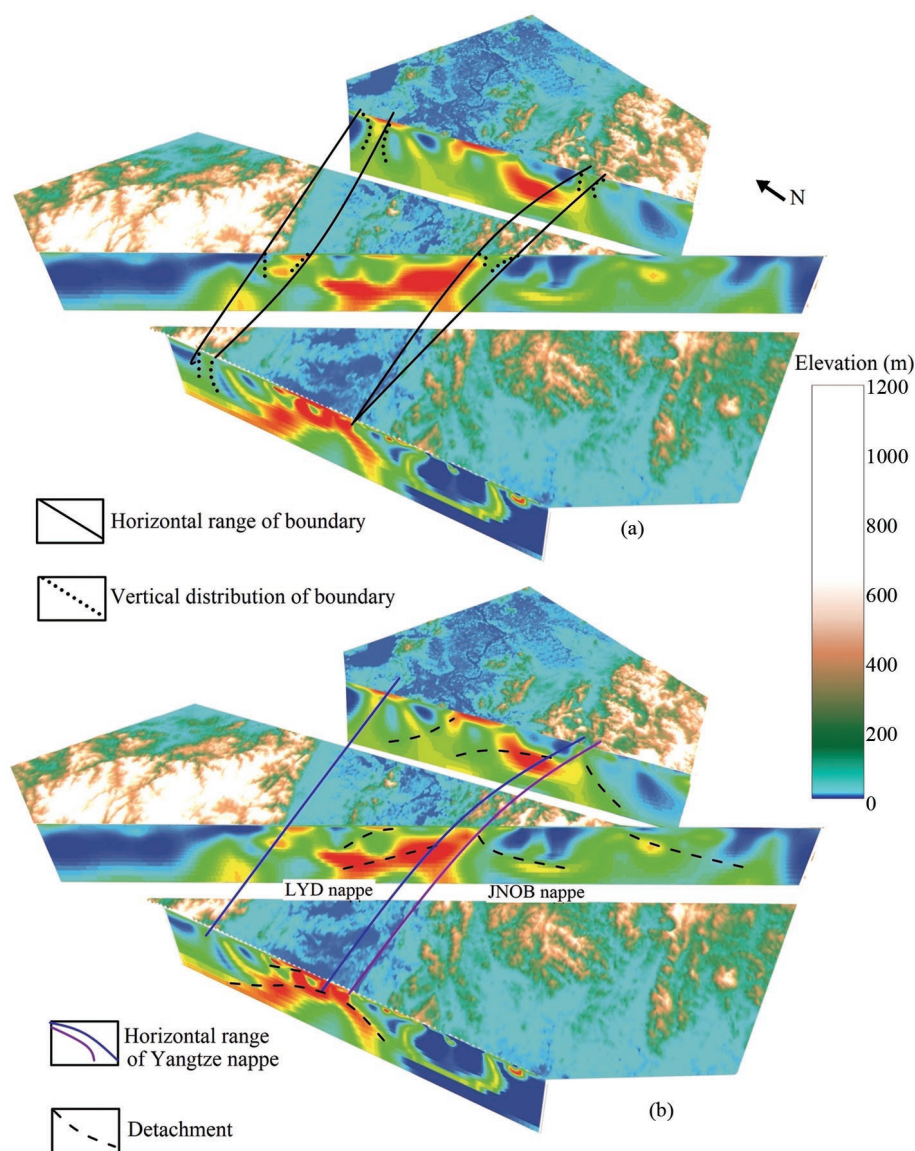 N
Elevation (m)
1200
1000
800
600
400
200
0
Horizontal range of boundary
(a)
Vertical distribution of boundary
LYD nappe
JNOB nappe
Horizontal range
of Yangtze nappe
(b)
Detachment